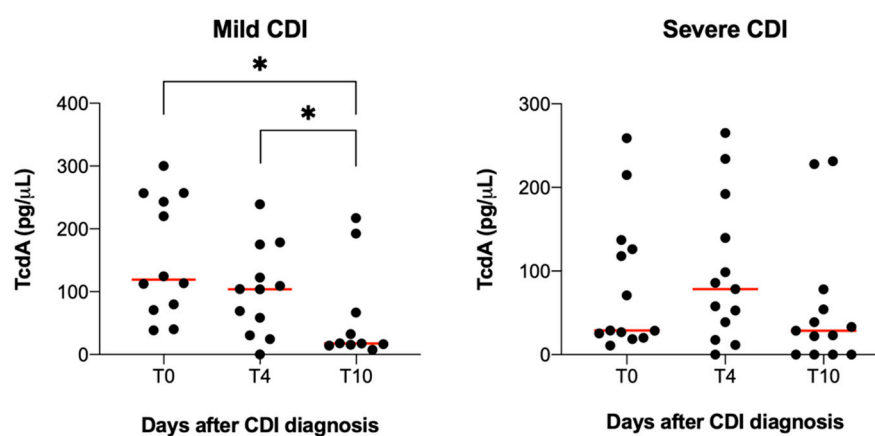 Mild CDI
*
*
400
300
200
100
0
TcdA (pg/μL)
T0 T4 T10
Days after CDI diagnosis
Severe CDI
300
200
100
0
TcdA (pg/μL)
T0 T4 T10
Days after CDI diagnosis